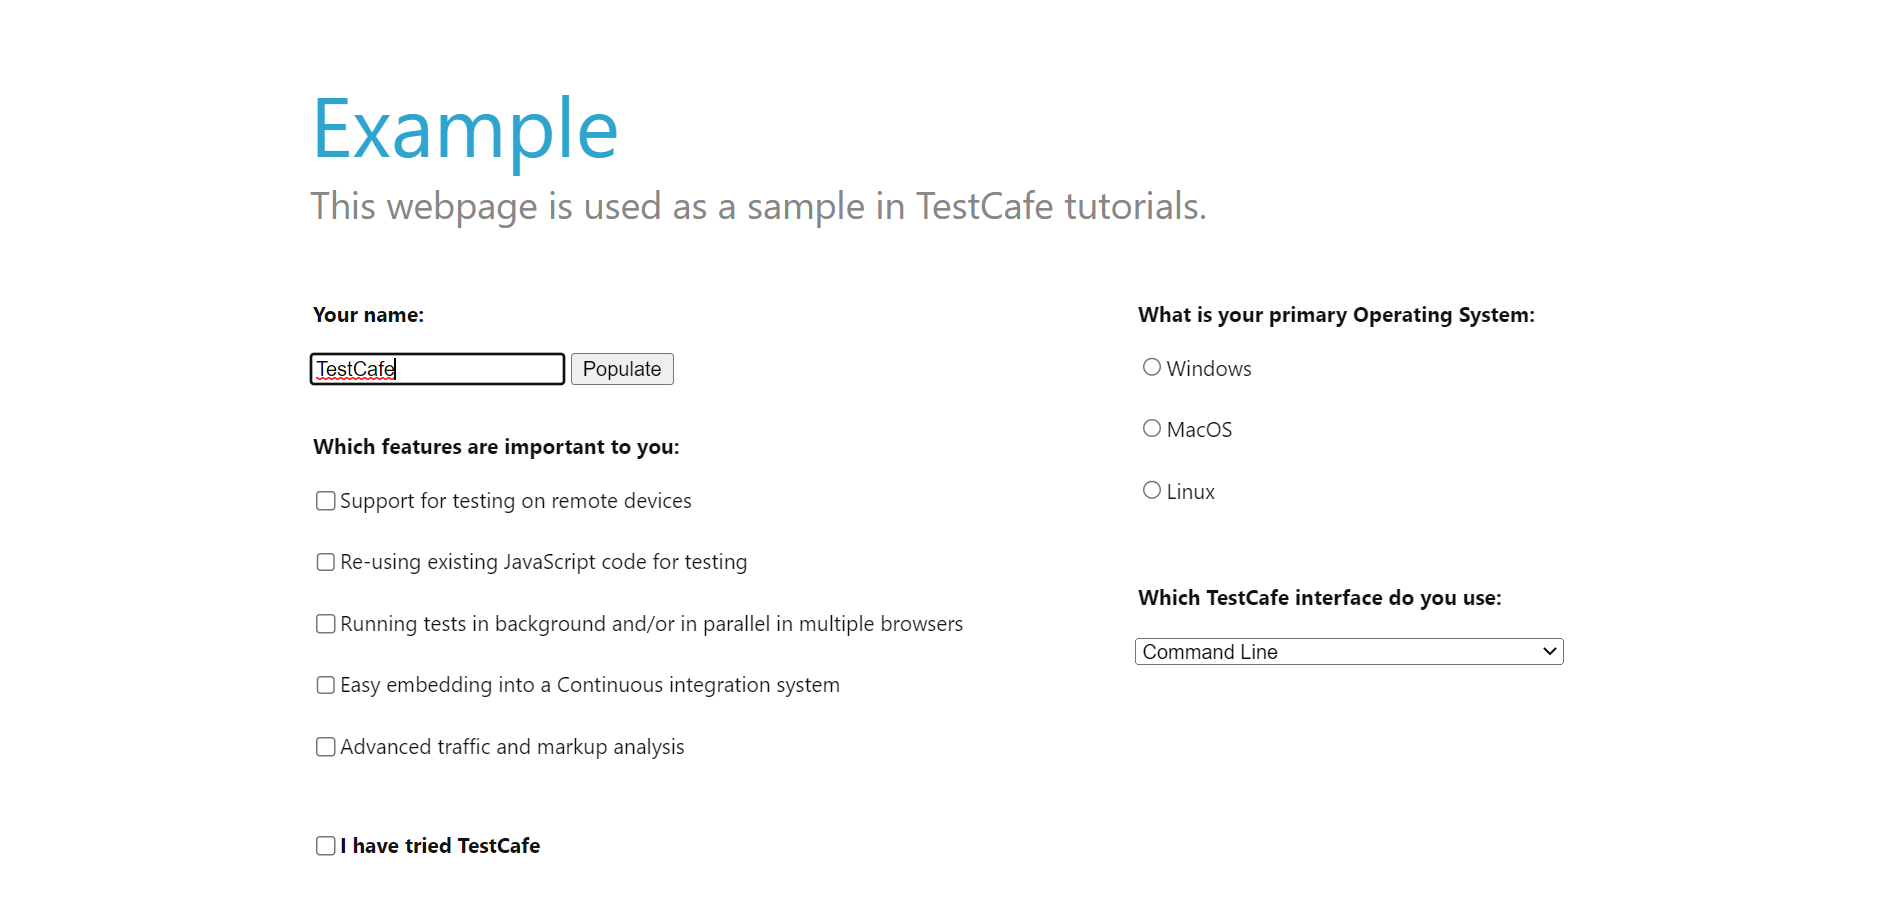 Example
This webpage is used as a sample in TestCafe tutorials.
Your name:
TestCafe Populate
Which features are important to you:
Support for testing on remote devices
Re-using existing JavaScript code for testing
Running tests in background and/or in parallel in multiple browsers
Easy embedding into a Continuous integration system
Advanced traffic and markup analysis
I have tried TestCafe
What is your primary Operating System:
Windows
MacOS
Linux
Which TestCafe interface do you use:
Command Line